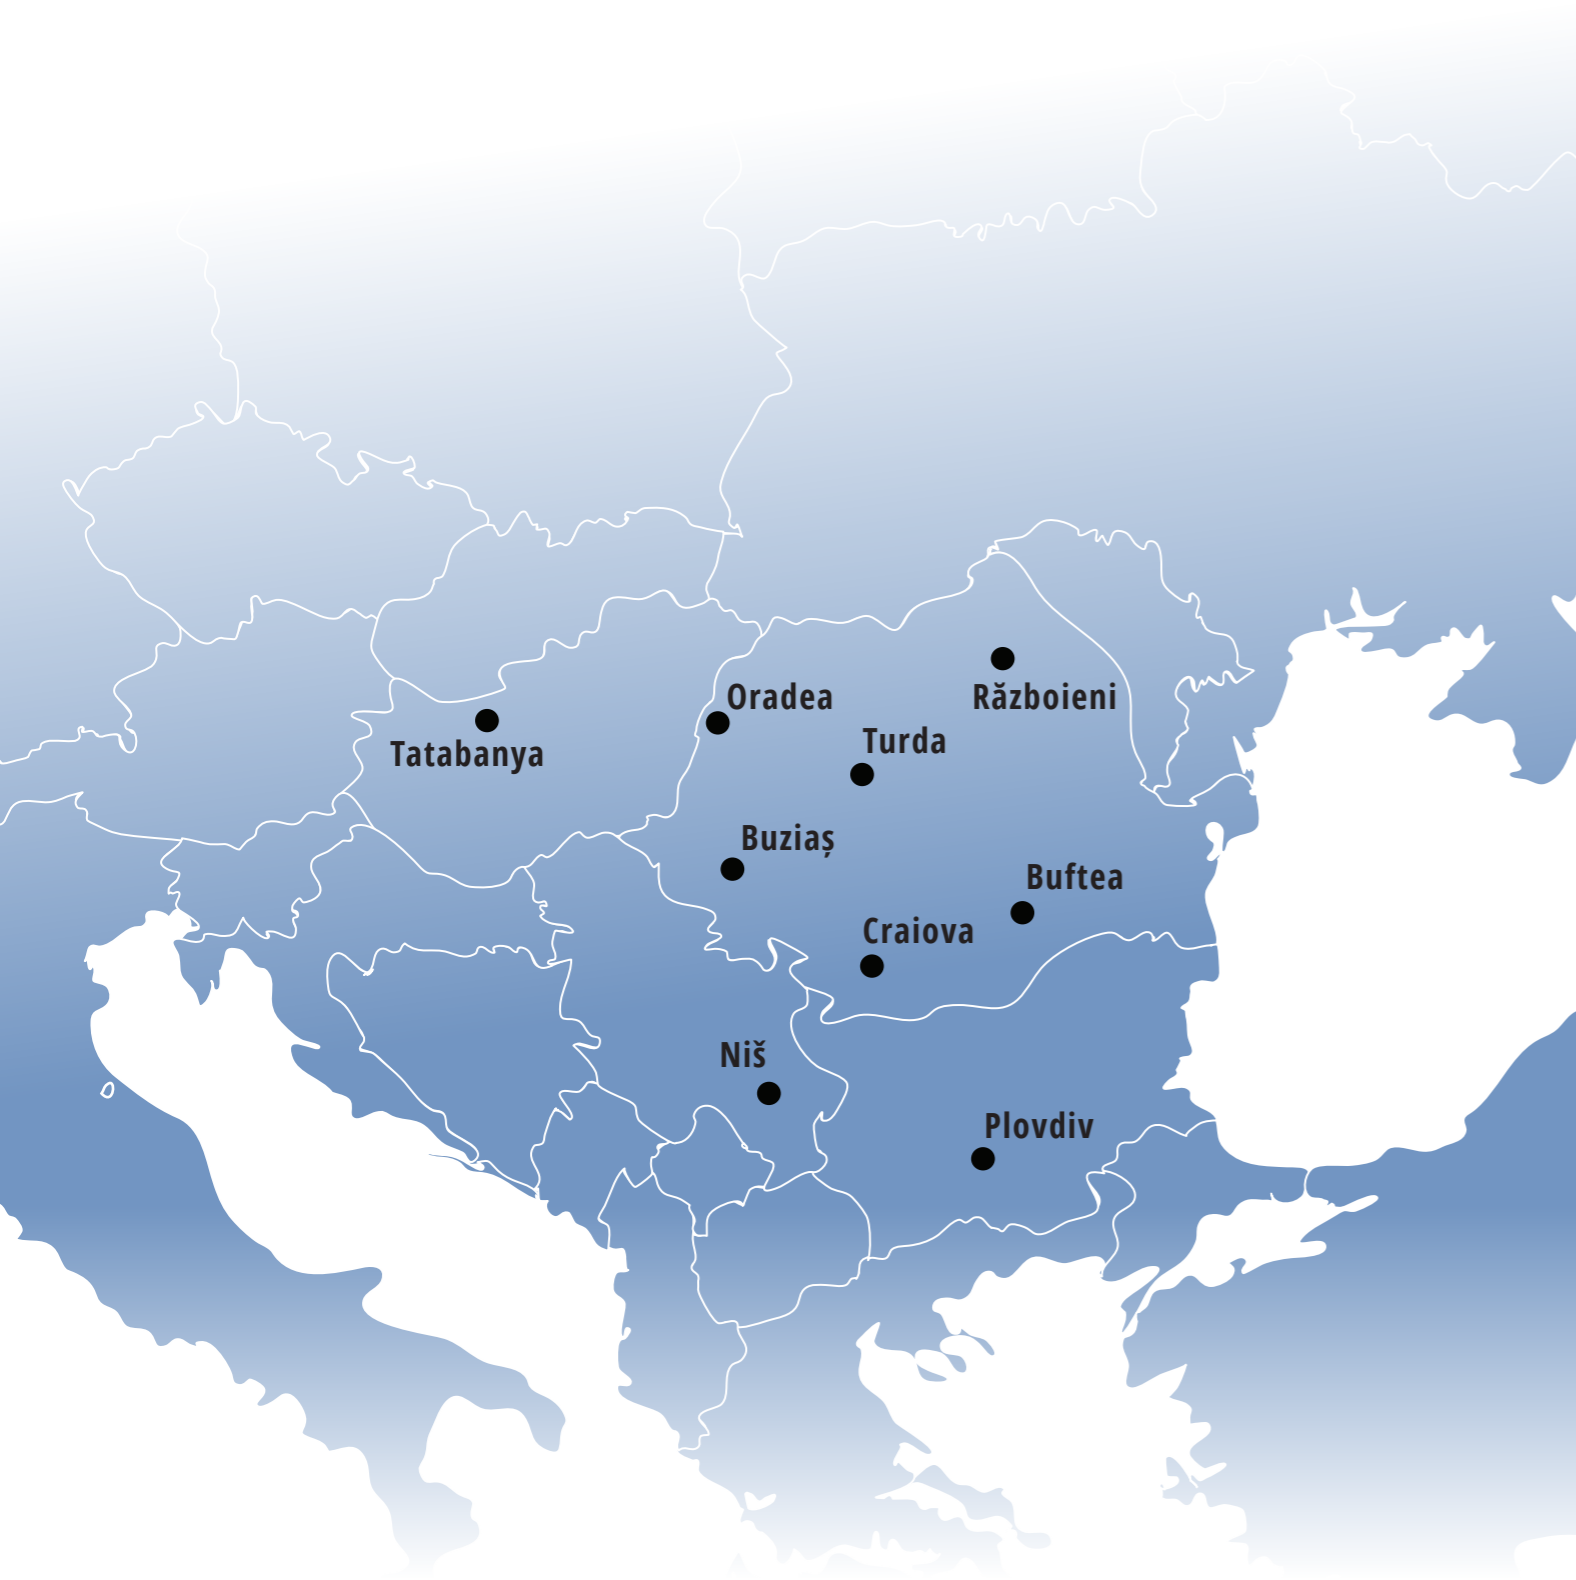 Oradea
Războieni
Turda
Tatabanya
Buziaș
Buftea
Craiova
Niš
Plovdiv